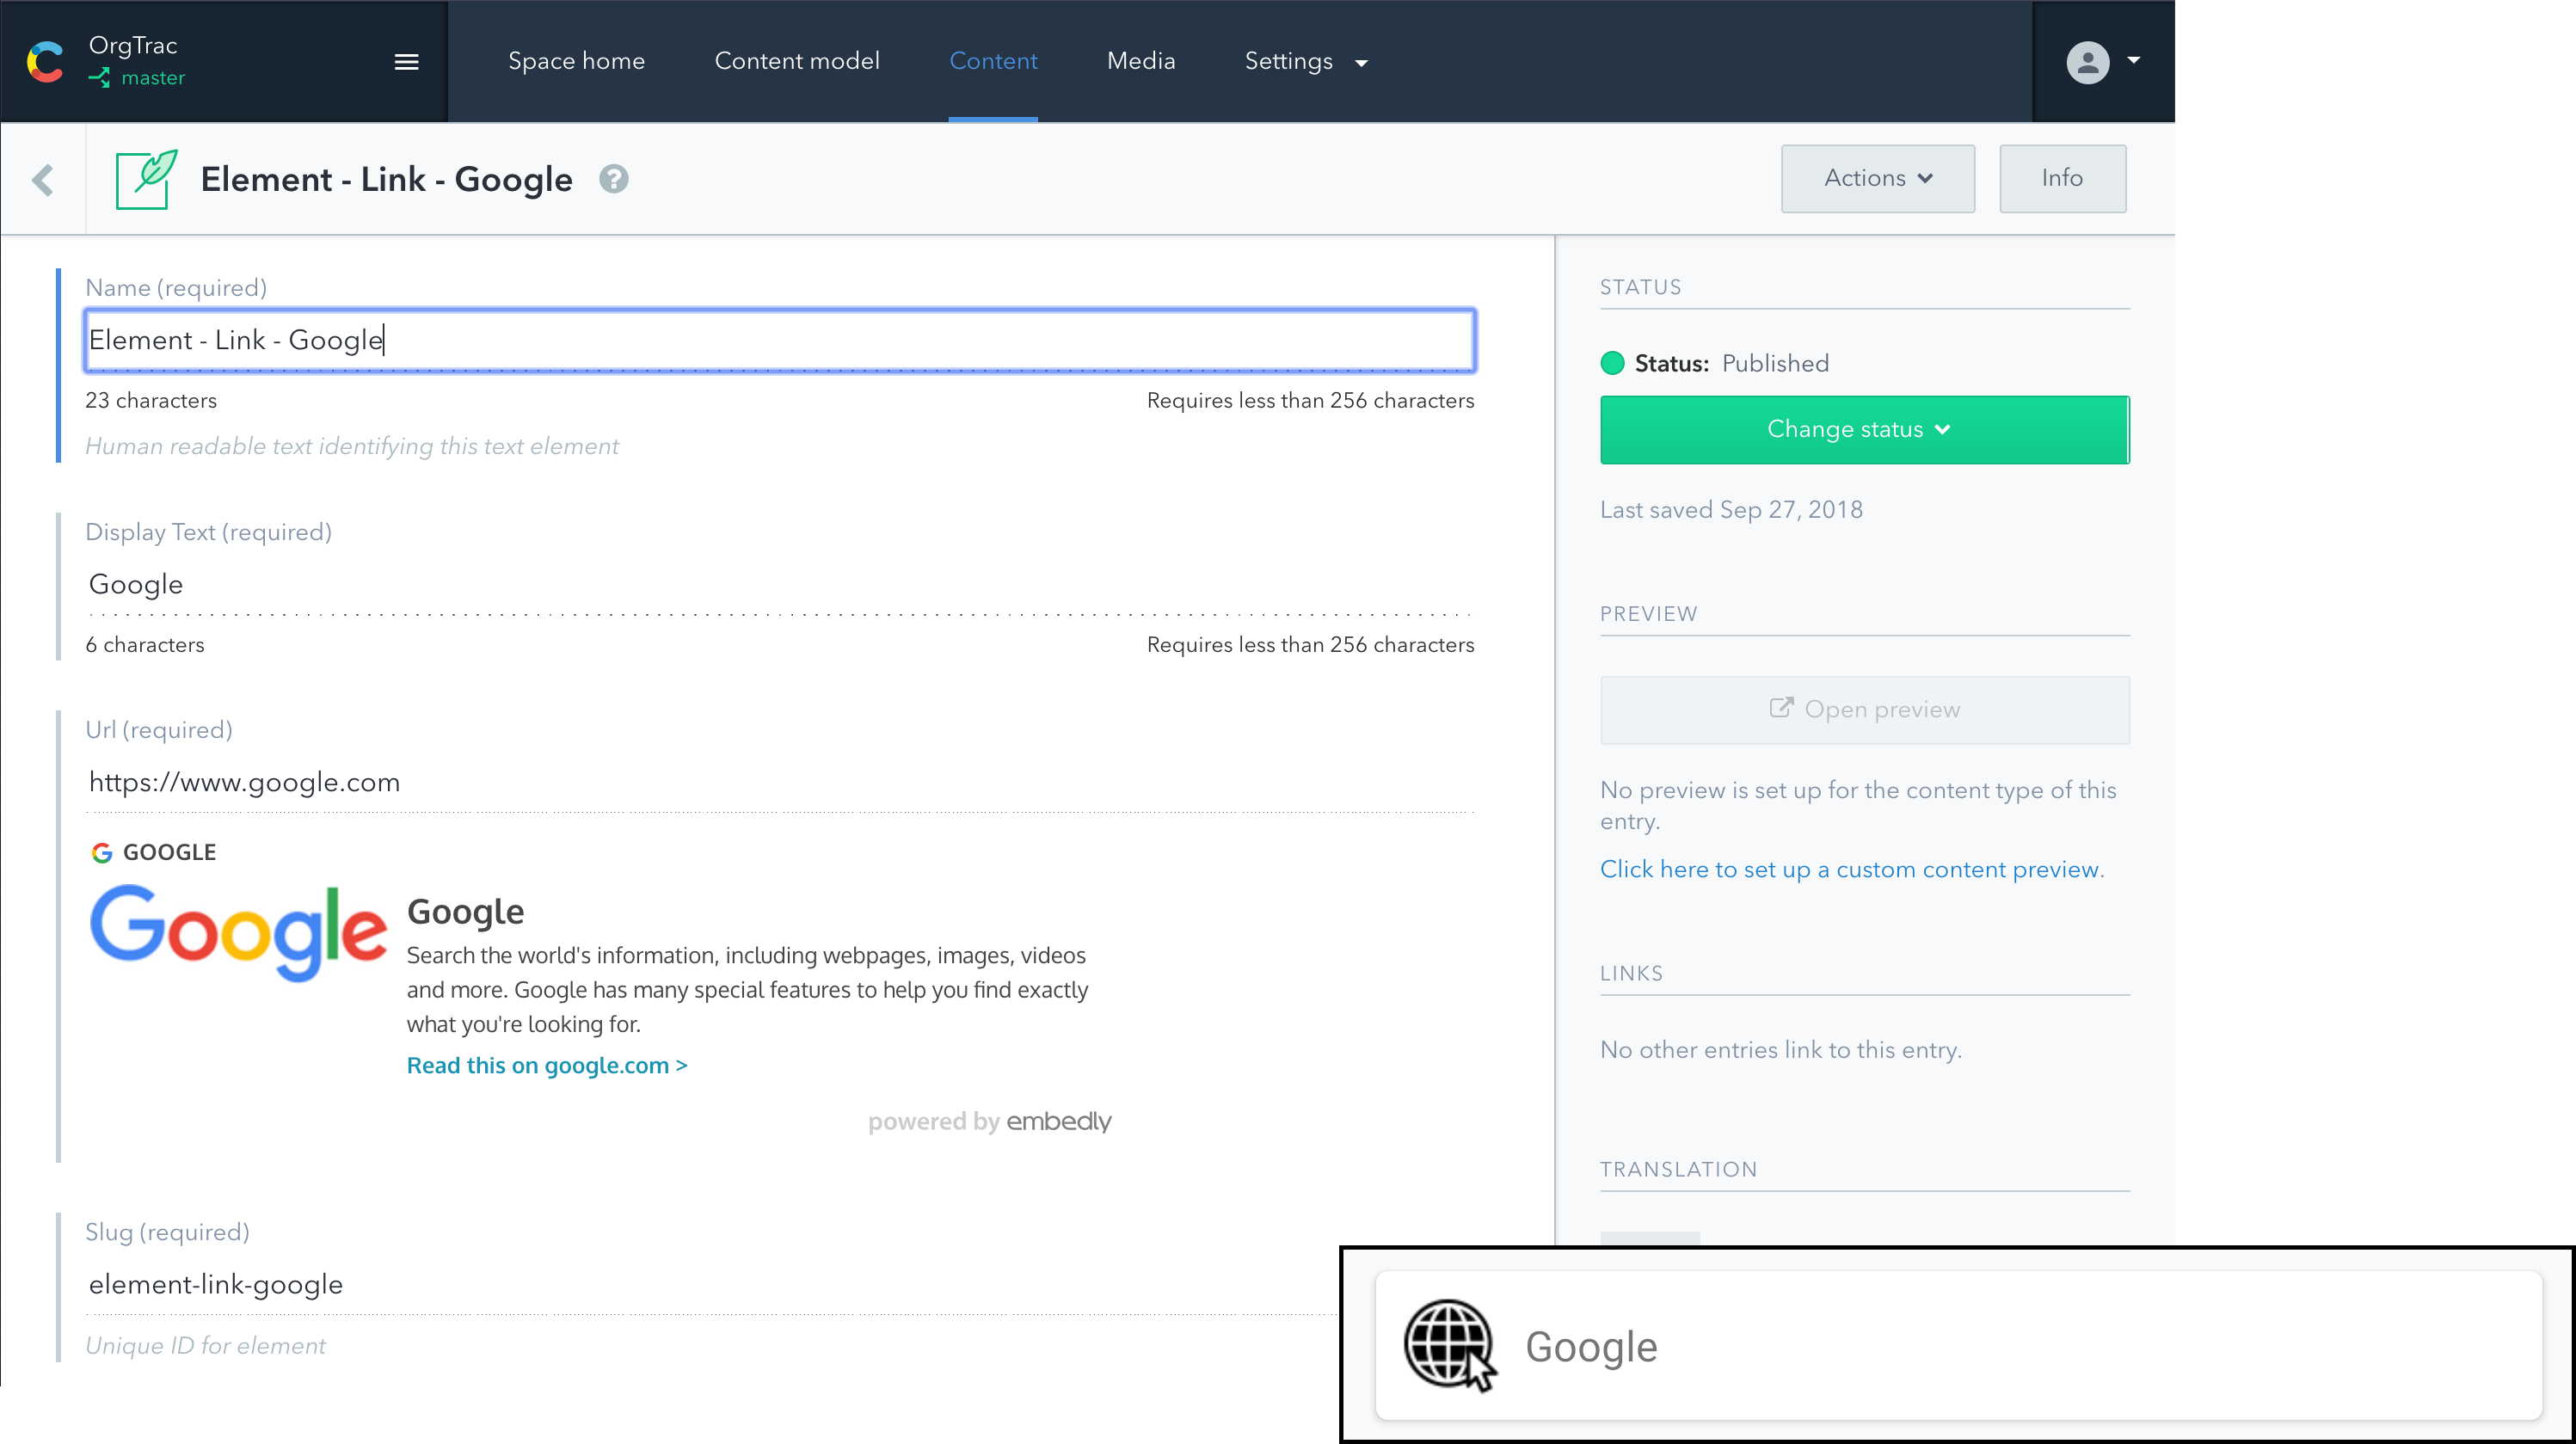 OrgTrac
master
Space home
Content model
Content
Media
Settings
Element - Link - Google
?
Actions
Info
Name (required)
Element - Link - Google
23 characters
Requires less than 256 characters
Human readable text identifying this text element
Display Text (required)
Google
6 characters
Requires less than 256 characters
Url (required)
https://www.google.com
GOOGLE
Google
Google
Search the world's information, including webpages, images, videos
and more. Google has many special features to help you find exactly
what you're looking for.
Read this on google.com >
powered by embedly
Slug (required)
element-link-google
Unique ID for element
STATUS
Status: Published
Change status
Last saved Sep 27, 2018
PREVIEW
Open preview
No preview is set up for the content type of this
entry.
Click here to set up a custom content preview.
LINKS
No other entries link to this entry.
TRANSLATION
Google